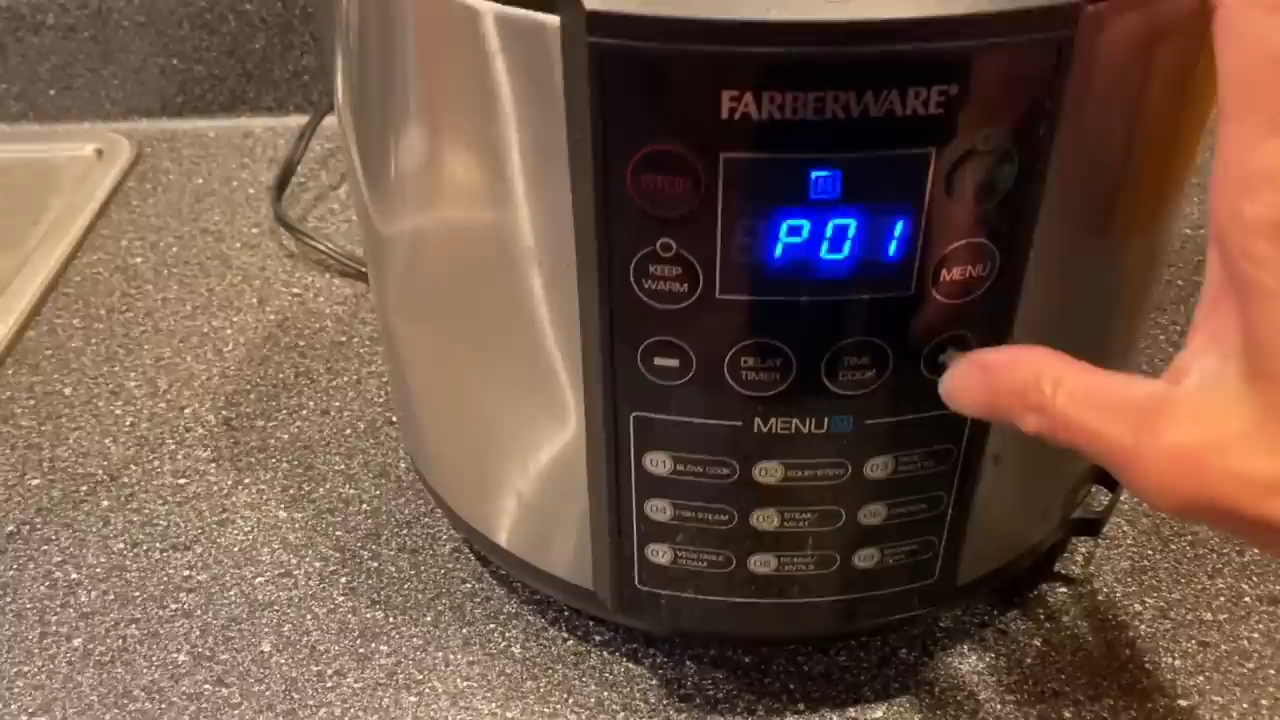 FARBERWARE®
STOP
M
P01
KEEP
WARM
MENU
DELAY
TIMER
TIME
COOK
MENU M
01 SLOW COOK
02 SOUP/STEW
03
04 FISH STEAM
05 STEAK/
MEAT
06 CHICKEN
07 VEGETABLE
STEAM
08 BEANS/
LENTILS
09